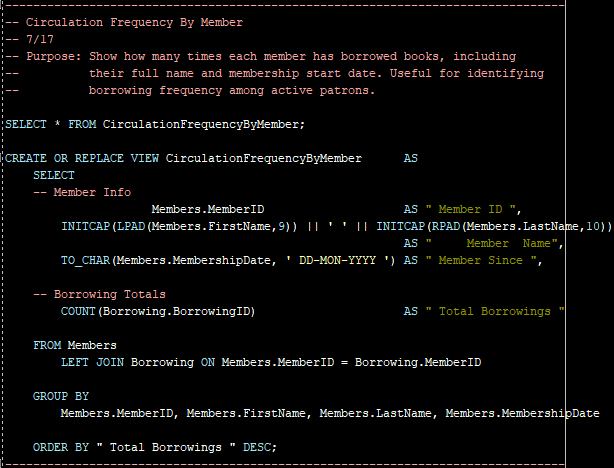 --------------------------------------------------------------------------------
-- Circulation Frequency By Member
-- 7/17
-- Purpose: Show how many times each member has borrowed books, including
--          their full name and membership start date. Useful for identifying
--          borrowing frequency among active patrons.
SELECT * FROM CirculationFrequencyByMember;
CREATE OR REPLACE VIEW CirculationFrequencyByMember      AS
    SELECT
    -- Member Info
                     Members.MemberID                    AS " Member ID ",
        INITCAP(LPAD(Members.FirstName,9)) || ' ' || INITCAP(RPAD(Members.LastName,10))
                                                         AS "     Member  Name",
        TO_CHAR(Members.MembershipDate, ' DD-MON-YYYY ') AS " Member Since ",
    -- Borrowing Totals
        COUNT(Borrowing.BorrowingID)                     AS " Total Borrowings "
    FROM Members
        LEFT JOIN Borrowing ON Members.MemberID = Borrowing.MemberID
    GROUP BY
        Members.MemberID, Members.FirstName, Members.LastName, Members.MembershipDate
    ORDER BY " Total Borrowings " DESC;
--------------------------------------------------------------------------------